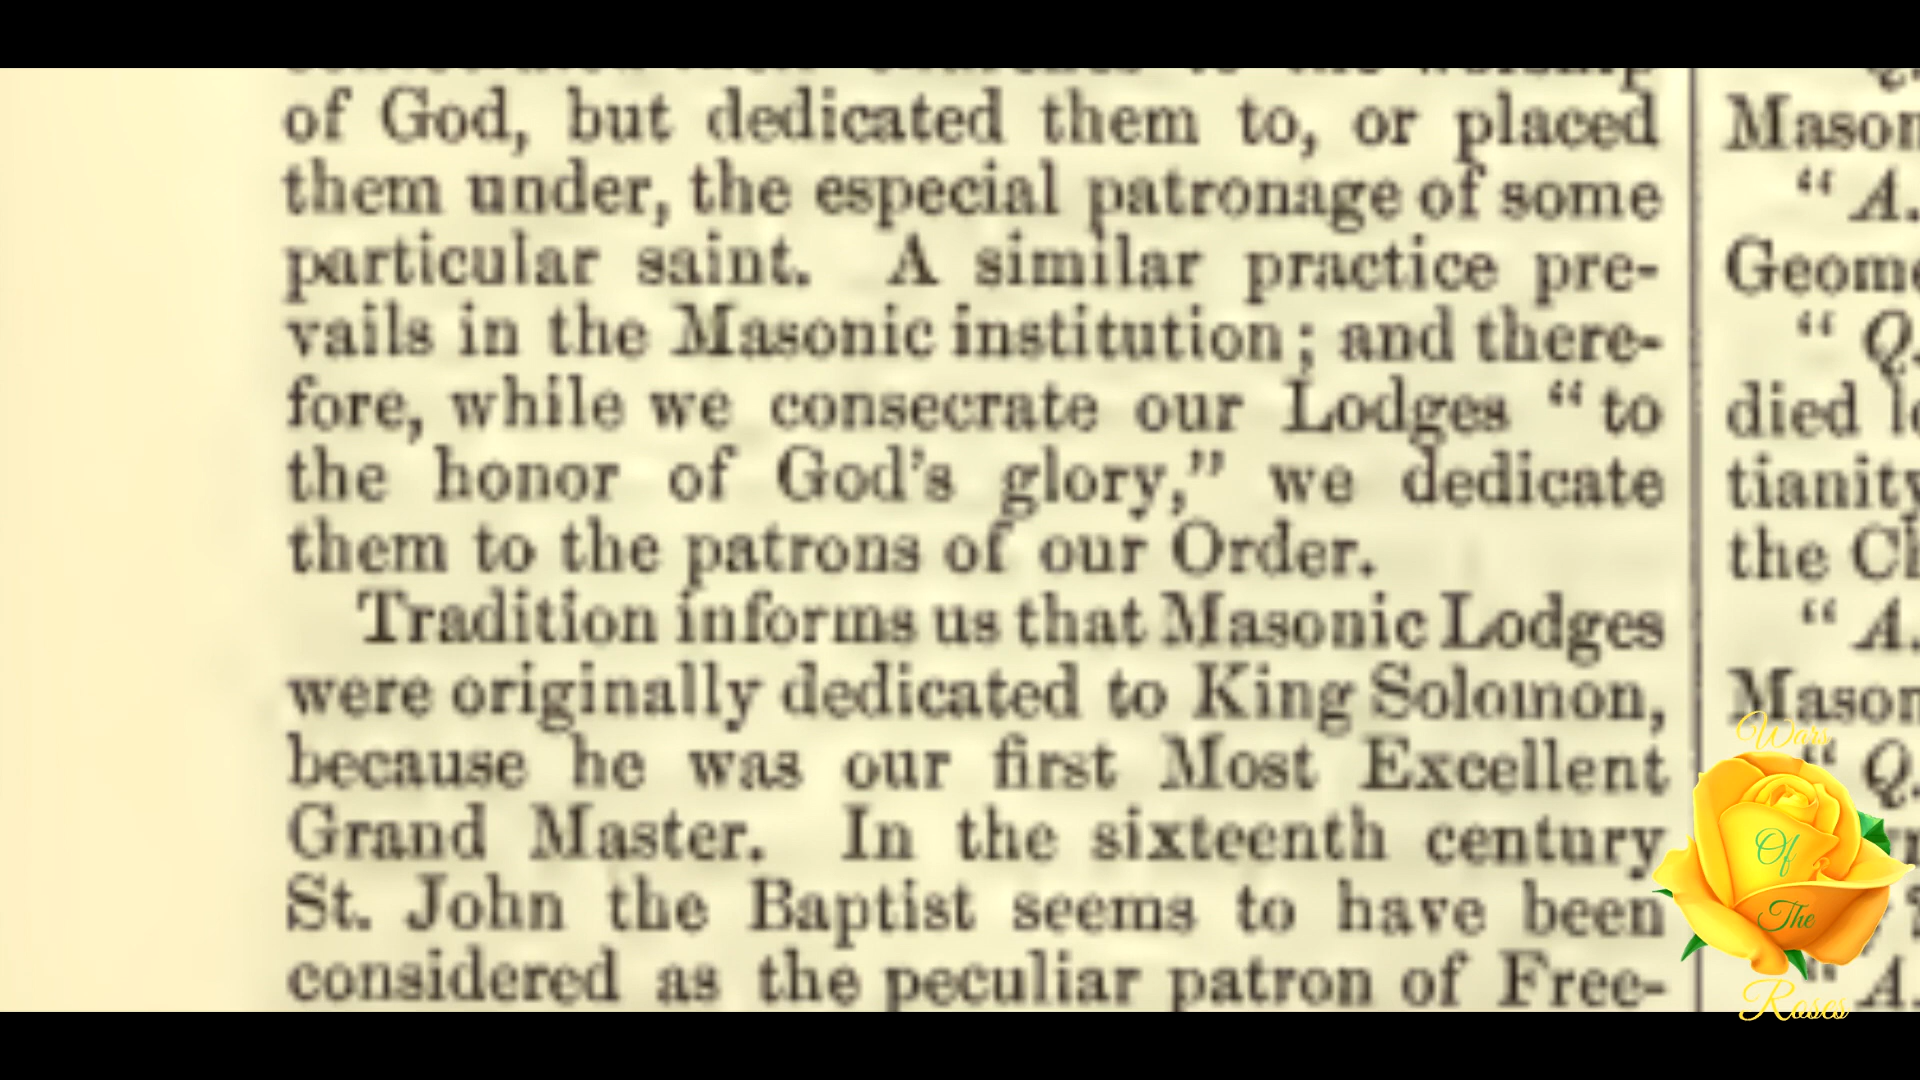 of God, but dedicated them to, or placed
them under, the especial patronage of some
particular saint. A similar practice pre-
vails in the Masonic institution; and there-
fore, while we consecrate our Lodges “to
the honor of God’s glory,” we dedicate
them to the patrons of our Order.
Tradition informs us that Masonic Lodges
were originally dedicated to King Solomon,
because he was our first Most Excellent
Grand Master. In the sixteenth century
St. John the Baptist seems to have been
considered as the peculiar patron of Free-
Mason
“ A.
Geome
“ Q.
died
tianity
the Ch
“ A.
Mason
Q.
A.
Wars
Of
The
Roses